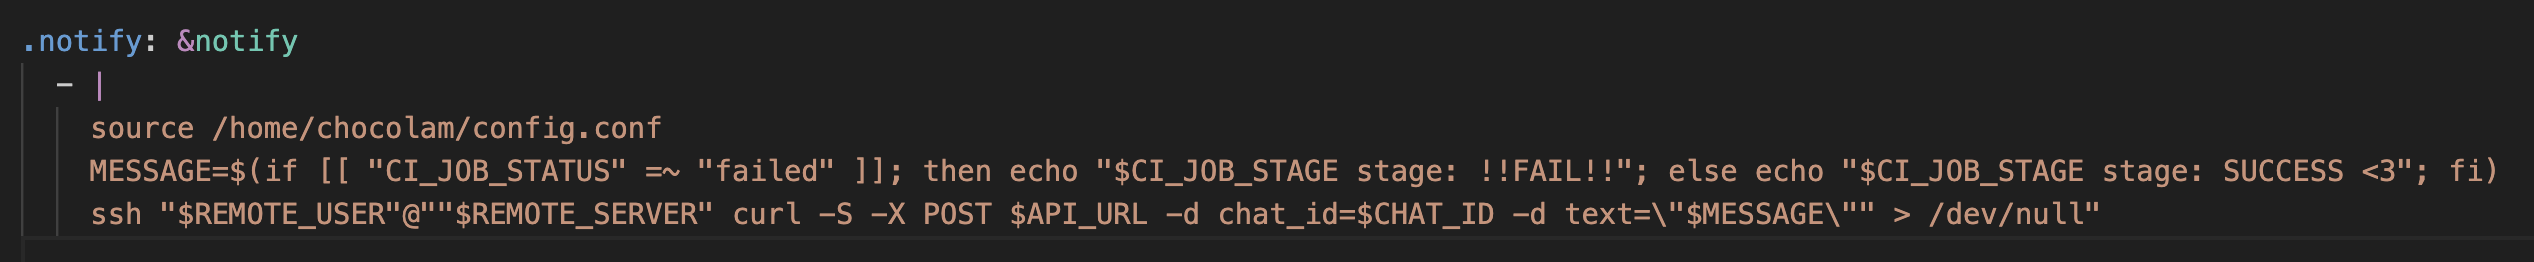 .notify: &notify
- |
source /home/chocolam/config.conf
MESSAGE=$(if [[ "CI_JOB_STATUS" =~ "failed" ]]; then echo "$CI_JOB_STAGE stage: !!FAIL!!"; else echo "$CI_JOB_STAGE stage: SUCCESS <3"; fi)
ssh "$REMOTE_USER"@""$REMOTE_SERVER" curl -S -X POST $API_URL -d chat_id=$CHAT_ID -d text=\"$MESSAGE\"" > /dev/null"